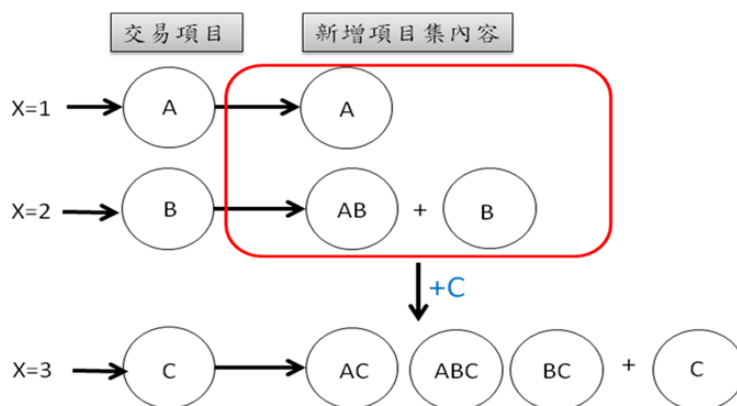 交易項目 新增項目集內容
X=1 A A
X=2 B AB + B
+C
X=3 C AC ABC BC + C